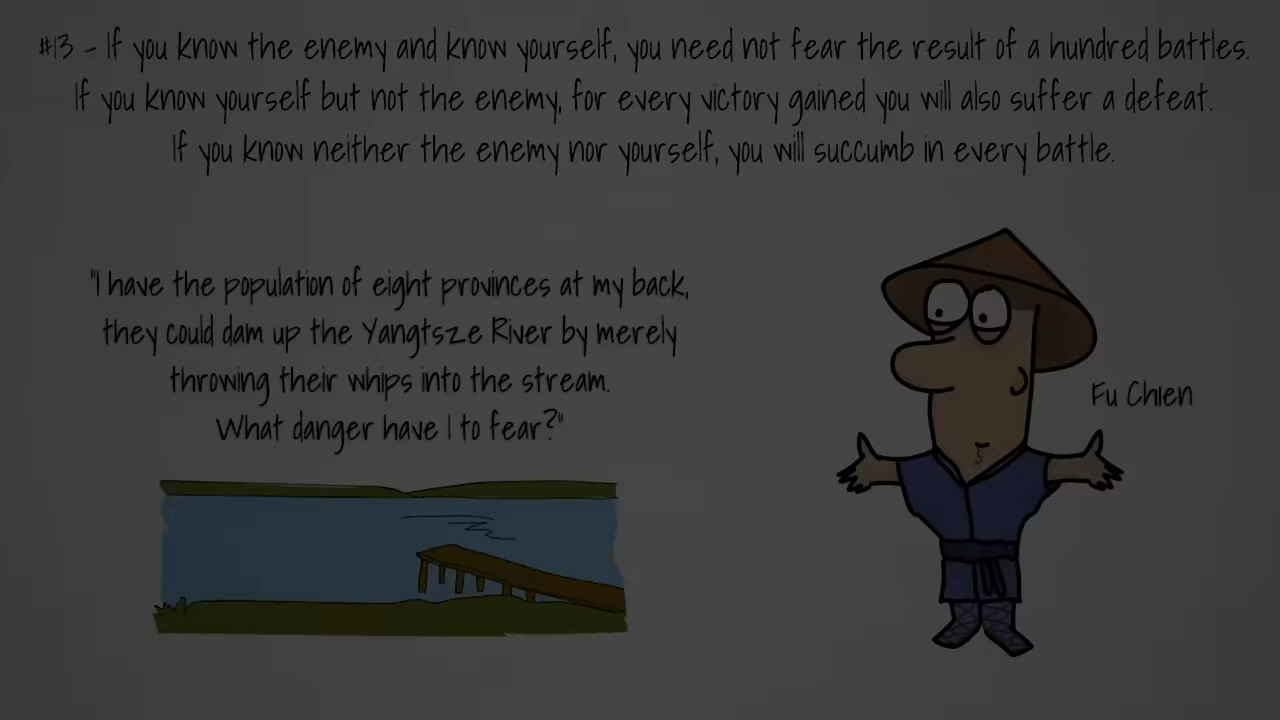 #13 - If you know the enemy and know yourself, you need not fear the result of a hundred battles.
If you know yourself but not the enemy, for every victory gained you will also suffer a defeat.
If you know neither the enemy nor yourself, you will succumb in every battle.
"I have the population of eight provinces at my back,
they could dam up the Yangtsze River by merely
throwing their whips into the stream.
What danger have I to fear?"
Fu Chien